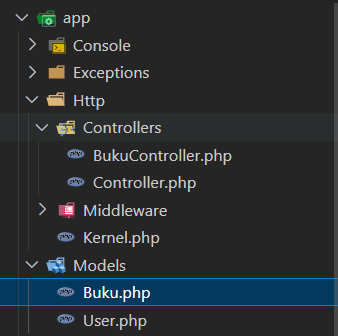 app
Console
Exceptions
Http
Controllers
BukuController.php
Controller.php
Middleware
Kernel.php
Models
Buku.php
User.php